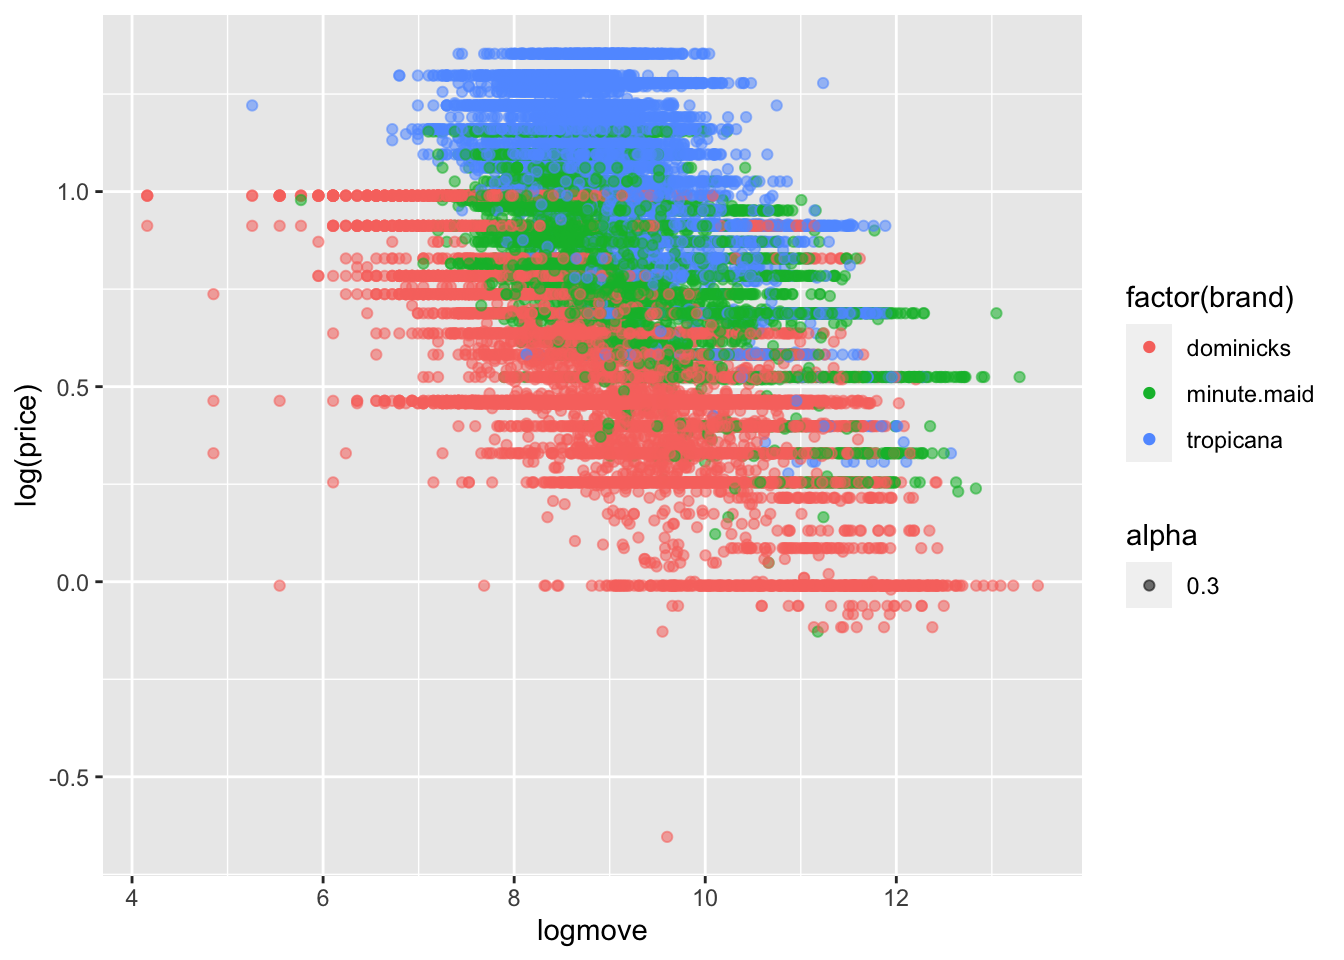 log(price)
1.0
0.5
0.0
-0.5
4 6 8 10 12
logmove
factor(brand)
dominicks
minute.maid
tropicana
alpha
0.3